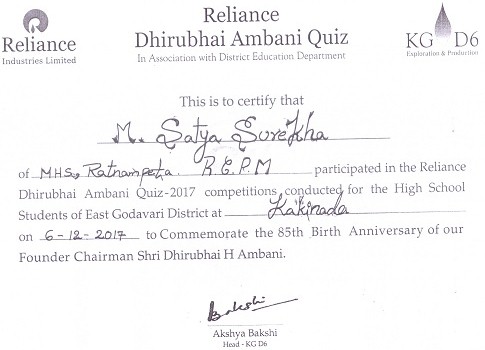 Reliance
Industries Limited
Reliance
Dhirubhai Ambani Quiz
In Association with District Education Department
KG D6
Exploration & Production
This is to certify that
M. Satya Surekha
of M.H.S, Ratnampeta R.C.P.M participated in the Reliance
Dhirubhai Ambani Quiz-2017 competitions conducted for the High School
Students of East Godavari District at Kakinada
on 6-12-2017 to Commemorate the 85th Birth Anniversary of our
Founder Chairman Shri Dhirubhai H Ambani.
Bakshi
Akshya Bakshi
Head - KG D6